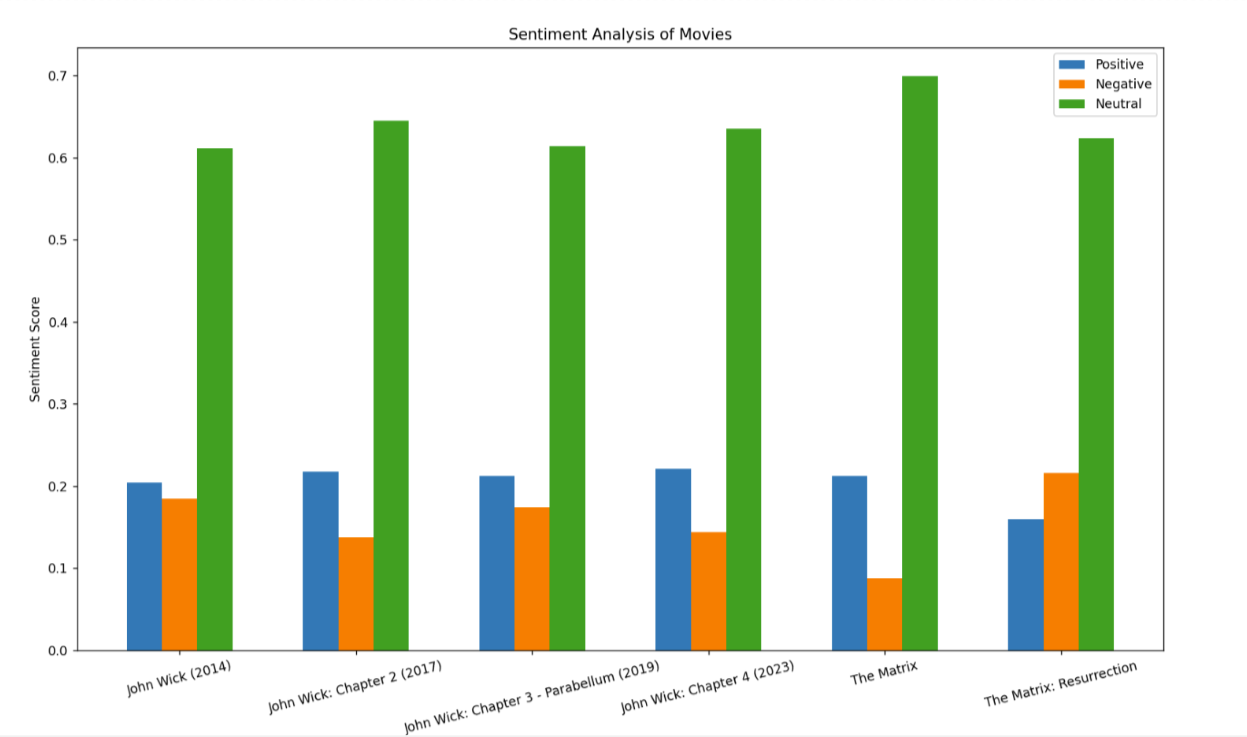 Sentiment Analysis of Movies
Positive
Negative
Neutral
Sentiment Score
0.7
0.6
0.5
0.4
0.3
0.2
0.1
0.0
John Wick (2014)
John Wick: Chapter 2 (2017)
John Wick: Chapter 3 - Parabellum (2019)
John Wick: Chapter 4 (2023)
The Matrix
The Matrix: Resurrection